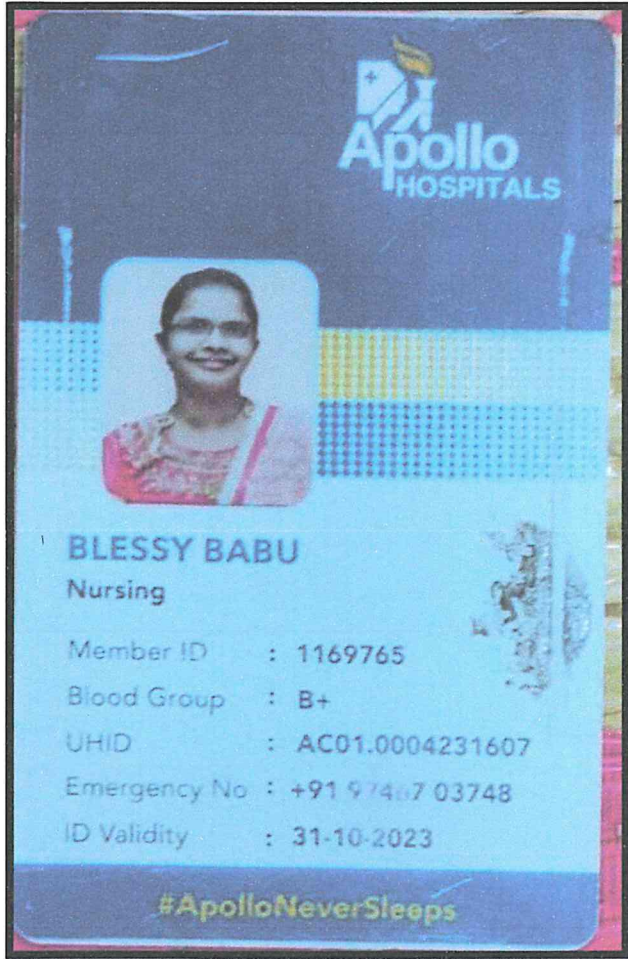 Apollo
HOSPITALS
BLESSY BABU
Nursing
Member ID : 1169765
Blood Group : B+
UHID : AC01.0004231607
Emergency No : +91 97467 03748
ID Validity : 31-10-2023
#ApolloNeverSleeps